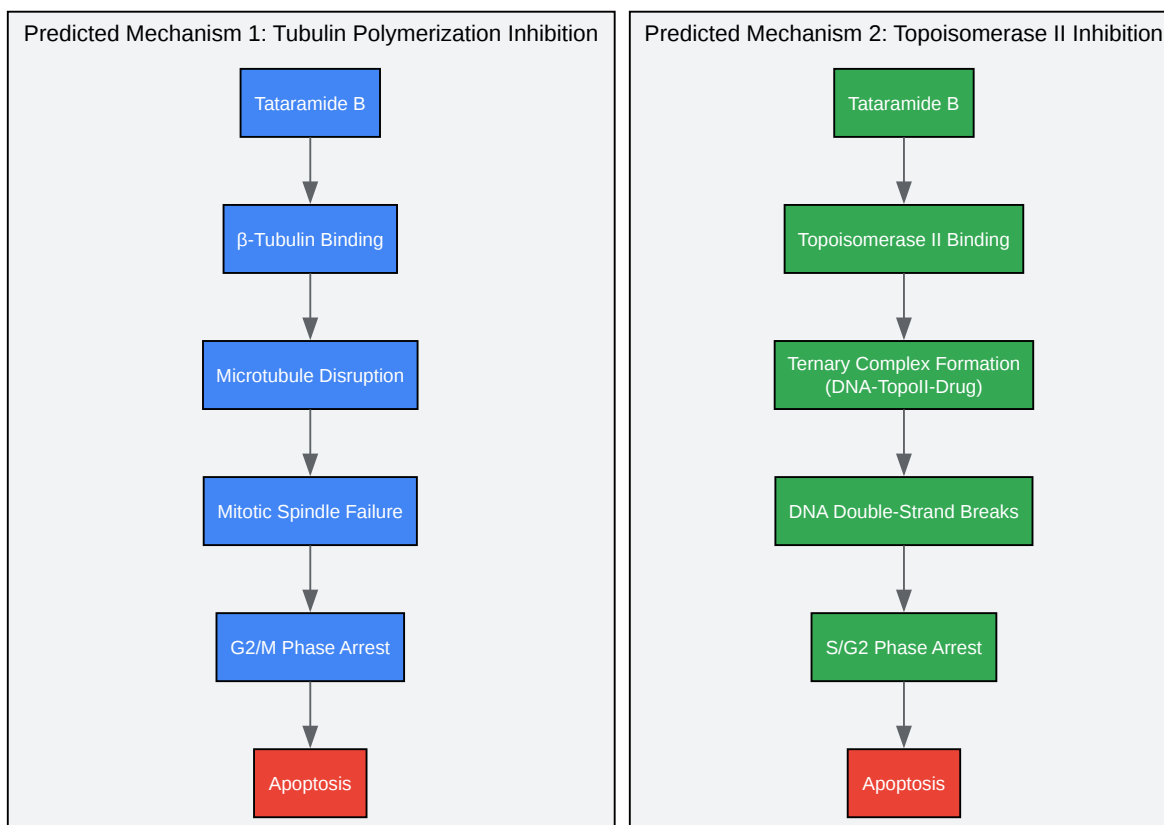 Predicted Mechanism 1: Tubulin Polymerization Inhibition
Tataramide B
β-Tubulin Binding
Microtubule Disruption
Mitotic Spindle Failure
G2/M Phase Arrest
Apoptosis
Predicted Mechanism 2: Topoisomerase II Inhibition
Tataramide B
Topoisomerase II Binding
Ternary Complex Formation
(DNA-TopoII-Drug)
DNA Double-Strand Breaks
S/G2 Phase Arrest
Apoptosis